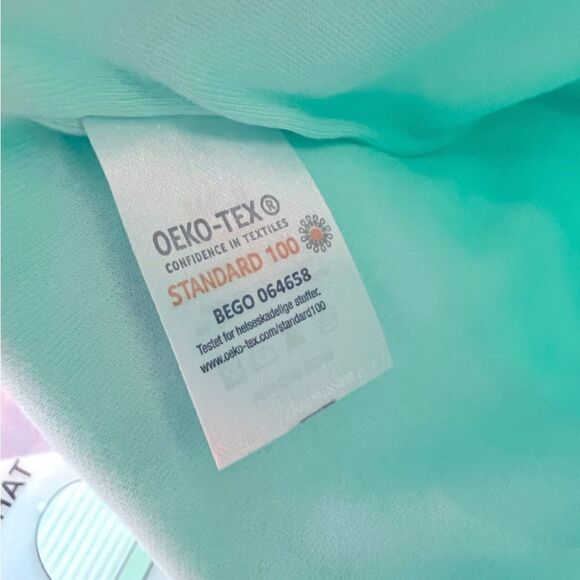 OEKO-TEX®
CONFIDENCE IN TEXTILES
STANDARD 100
BEGO 064658
Testet for helseskadelige stoffer.
www.oeko-tex.com/standard100